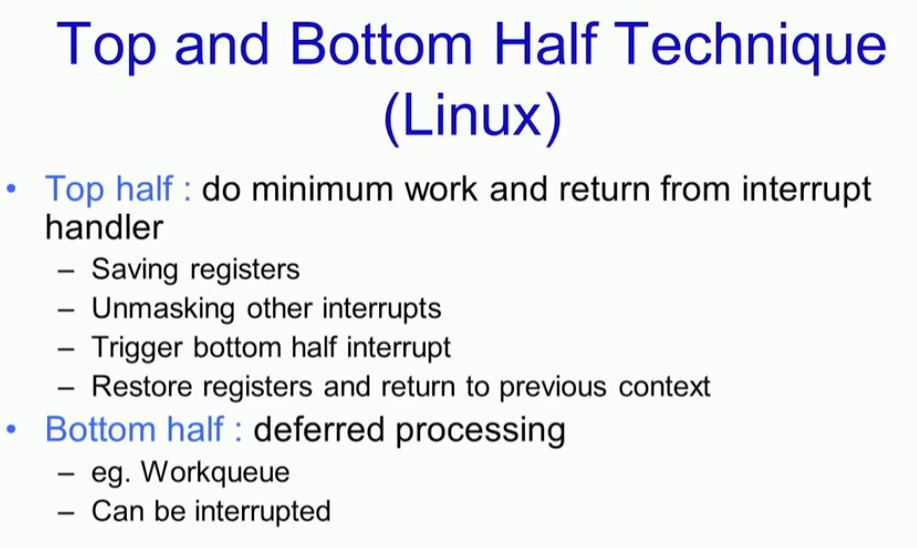 Top and Bottom Half Technique
(Linux)
• Top half : do minimum work and return from interrupt
handler
– Saving registers
– Unmasking other interrupts
– Trigger bottom half interrupt
– Restore registers and return to previous context
• Bottom half : deferred processing
– eg. Workqueue
– Can be interrupted